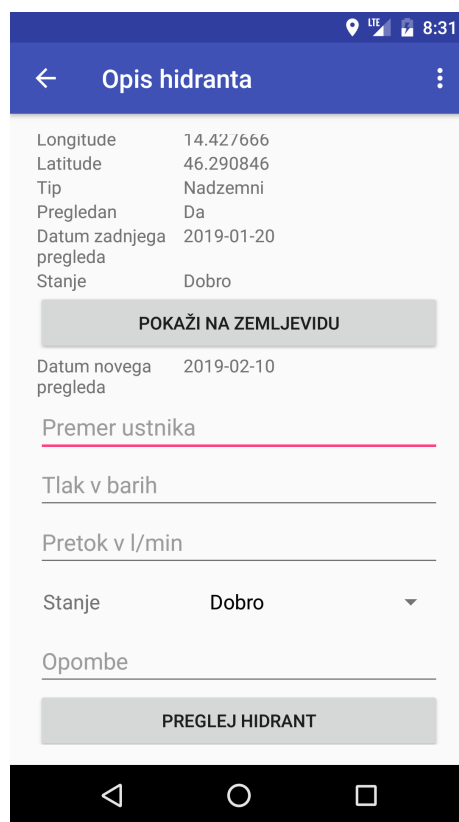 LTE 8:31
Opis hidranta
Longitude 14.427666
Latitude 46.290846
Tip Nadzemni
Pregledan Da
Datum zadnjega 2019-01-20
pregleda
Stanje Dobro
POKAŽI NA ZEMLJEVIDU
Datum novega 2019-02-10
pregleda
Premer ustnika
Tlak v barih
Pretok v l/min
Stanje Dobro
Opombe
PREGLEJ HIDRANT